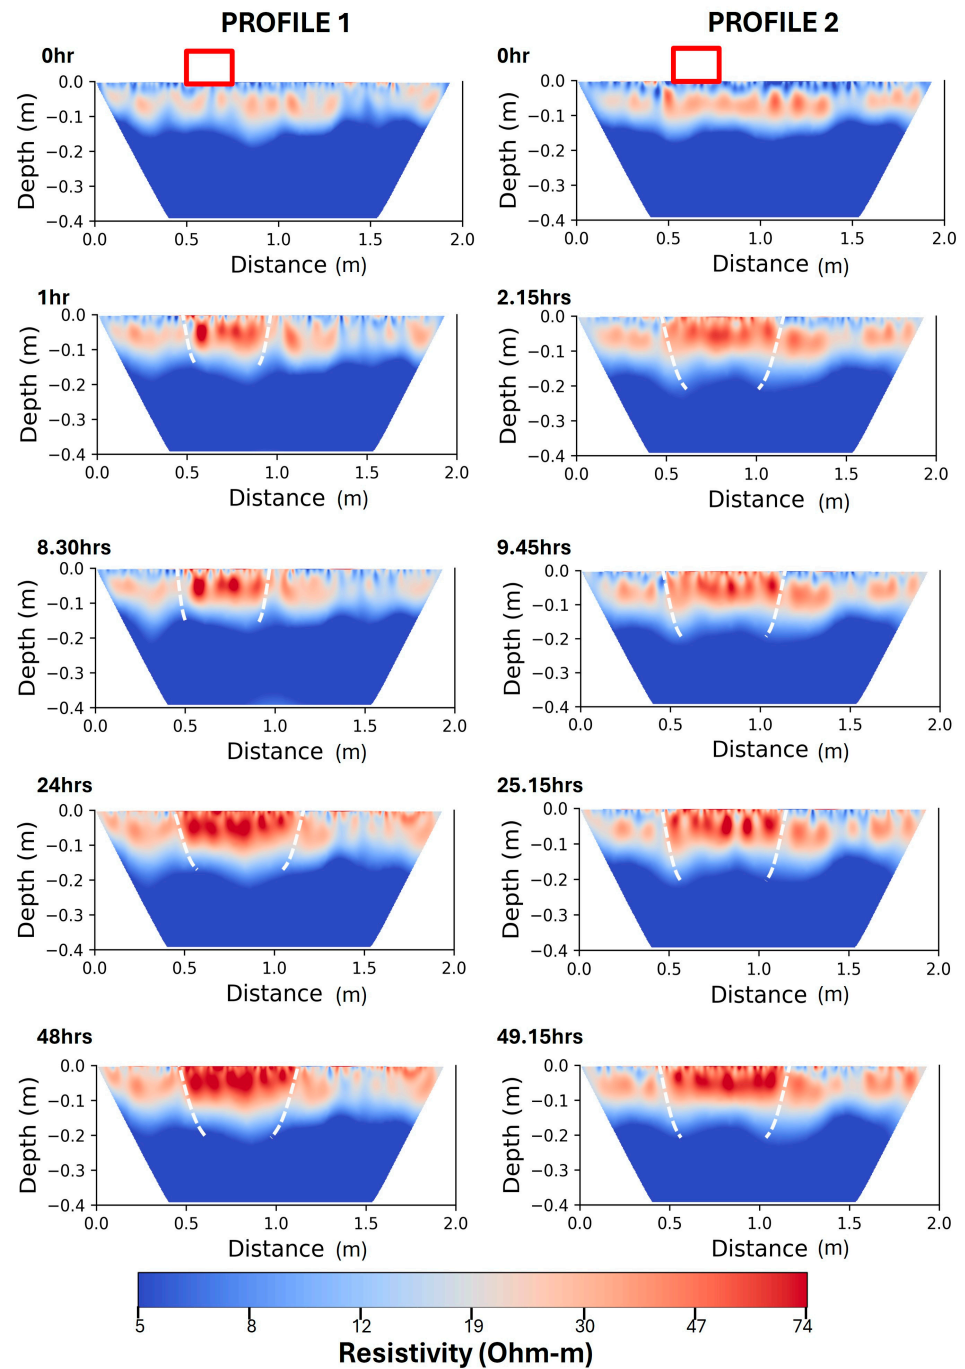 PROFILE 1
PROFILE 2
0hr
0hr
0.0
−0.1
−0.2
−0.3
−0.4
Depth (m)
0.0 0.5 1.0 1.5 2.0
Distance (m)
0.0
−0.1
−0.2
−0.3
−0.4
Depth (m)
0.0 0.5 1.0 1.5 2.0
Distance (m)
1hr
2.15hrs
0.0
−0.1
−0.2
−0.3
−0.4
Depth (m)
0.0 0.5 1.0 1.5 2.0
Distance (m)
0.0
−0.1
−0.2
−0.3
−0.4
Depth (m)
0.0 0.5 1.0 1.5 2.0
Distance (m)
8.30hrs
9.45hrs
0.0
−0.1
−0.2
−0.3
−0.4
Depth (m)
0.0 0.5 1.0 1.5 2.0
Distance (m)
0.0
−0.1
−0.2
−0.3
−0.4
Depth (m)
0.0 0.5 1.0 1.5 2.0
Distance (m)
24hrs
25.15hrs
0.0
−0.1
−0.2
−0.3
−0.4
Depth (m)
0.0 0.5 1.0 1.5 2.0
Distance (m)
0.0
−0.1
−0.2
−0.3
−0.4
Depth (m)
0.0 0.5 1.0 1.5 2.0
Distance (m)
48hrs
49.15hrs
0.0
−0.1
−0.2
−0.3
−0.4
Depth (m)
0.0 0.5 1.0 1.5 2.0
Distance (m)
0.0
−0.1
−0.2
−0.3
−0.4
Depth (m)
0.0 0.5 1.0 1.5 2.0
Distance (m)
5 8 12 19 30 47 74
Resistivity (Ohm-m)